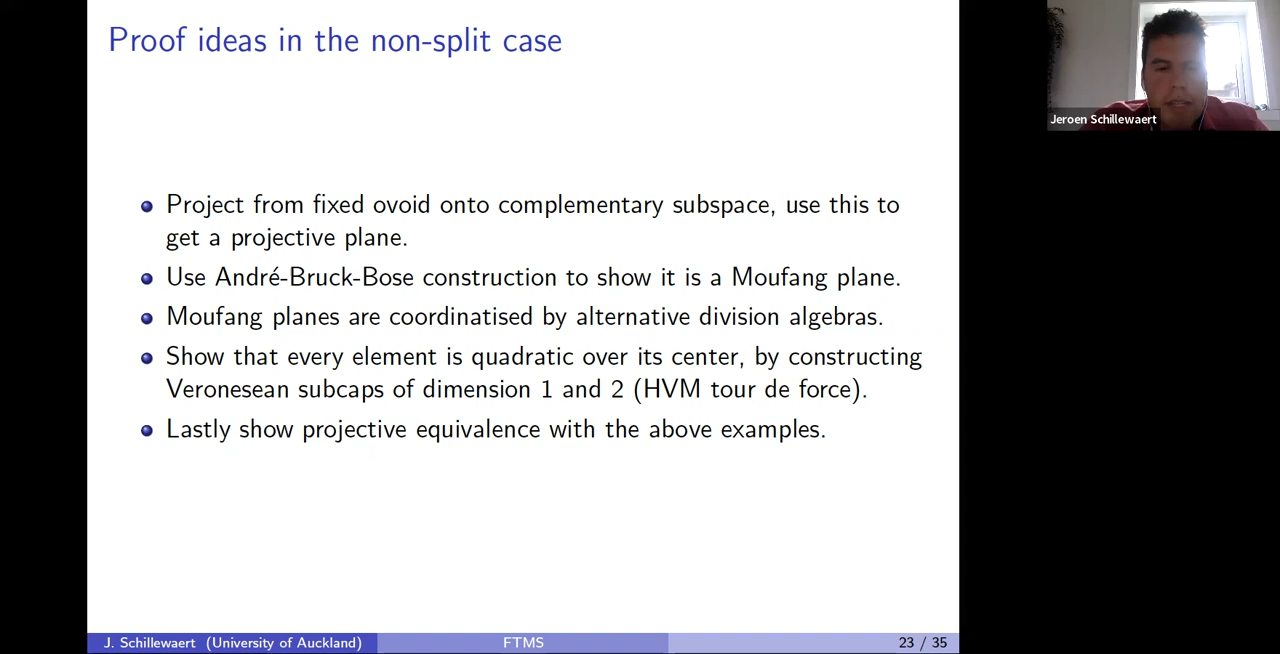 Proof ideas in the non-split case
Jeroen Schillewaert
Project from fixed ovoid onto complementary subspace, use this to
get a projective plane.
Use André-Bruck-Bose construction to show it is a Moufang plane.
Moufang planes are coordinatised by alternative division algebras.
Show that every element is quadratic over its center, by constructing
Veronesean subcaps of dimension 1 and 2 (HVM tour de force).
Lastly show projective equivalence with the above examples.
J. Schillewaert (University of Auckland) FTMS 23 / 35